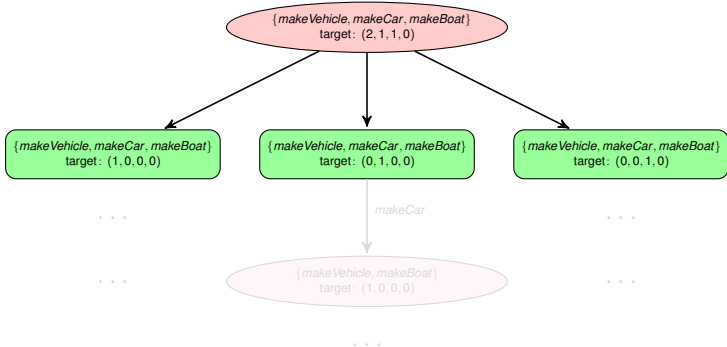 {makeVehicle, makeCar, makeBoat}
target: (2,1,1,0)
{makeVehicle, makeCar, makeBoat}
target: (1,0,0,0)
{makeVehicle, makeCar, makeBoat}
target: (0,1,0,0)
{makeVehicle, makeCar, makeBoat}
target: (0,0,1,0)
...
makeCar
...
...
{makeVehicle, makeBoat}
target: (1,0,0,0)
...
...